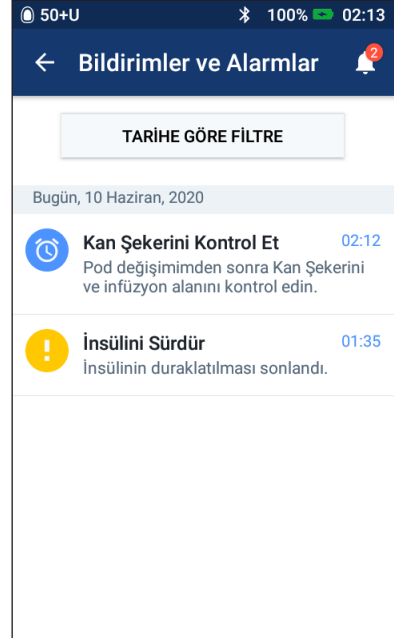 50+U 100% 02:13
Bildirimler ve Alarmlar 2
TARİHE GÖRE FİLTRE
Bugün, 10 Haziran, 2020
Kan Şekerini Kontrol Et 02:12
Pod değişimimden sonra Kan Şekerini
ve infüzyon alanını kontrol edin.
İnsülini Sürdür 01:35
İnsülinin duraklatılması sonlandı.